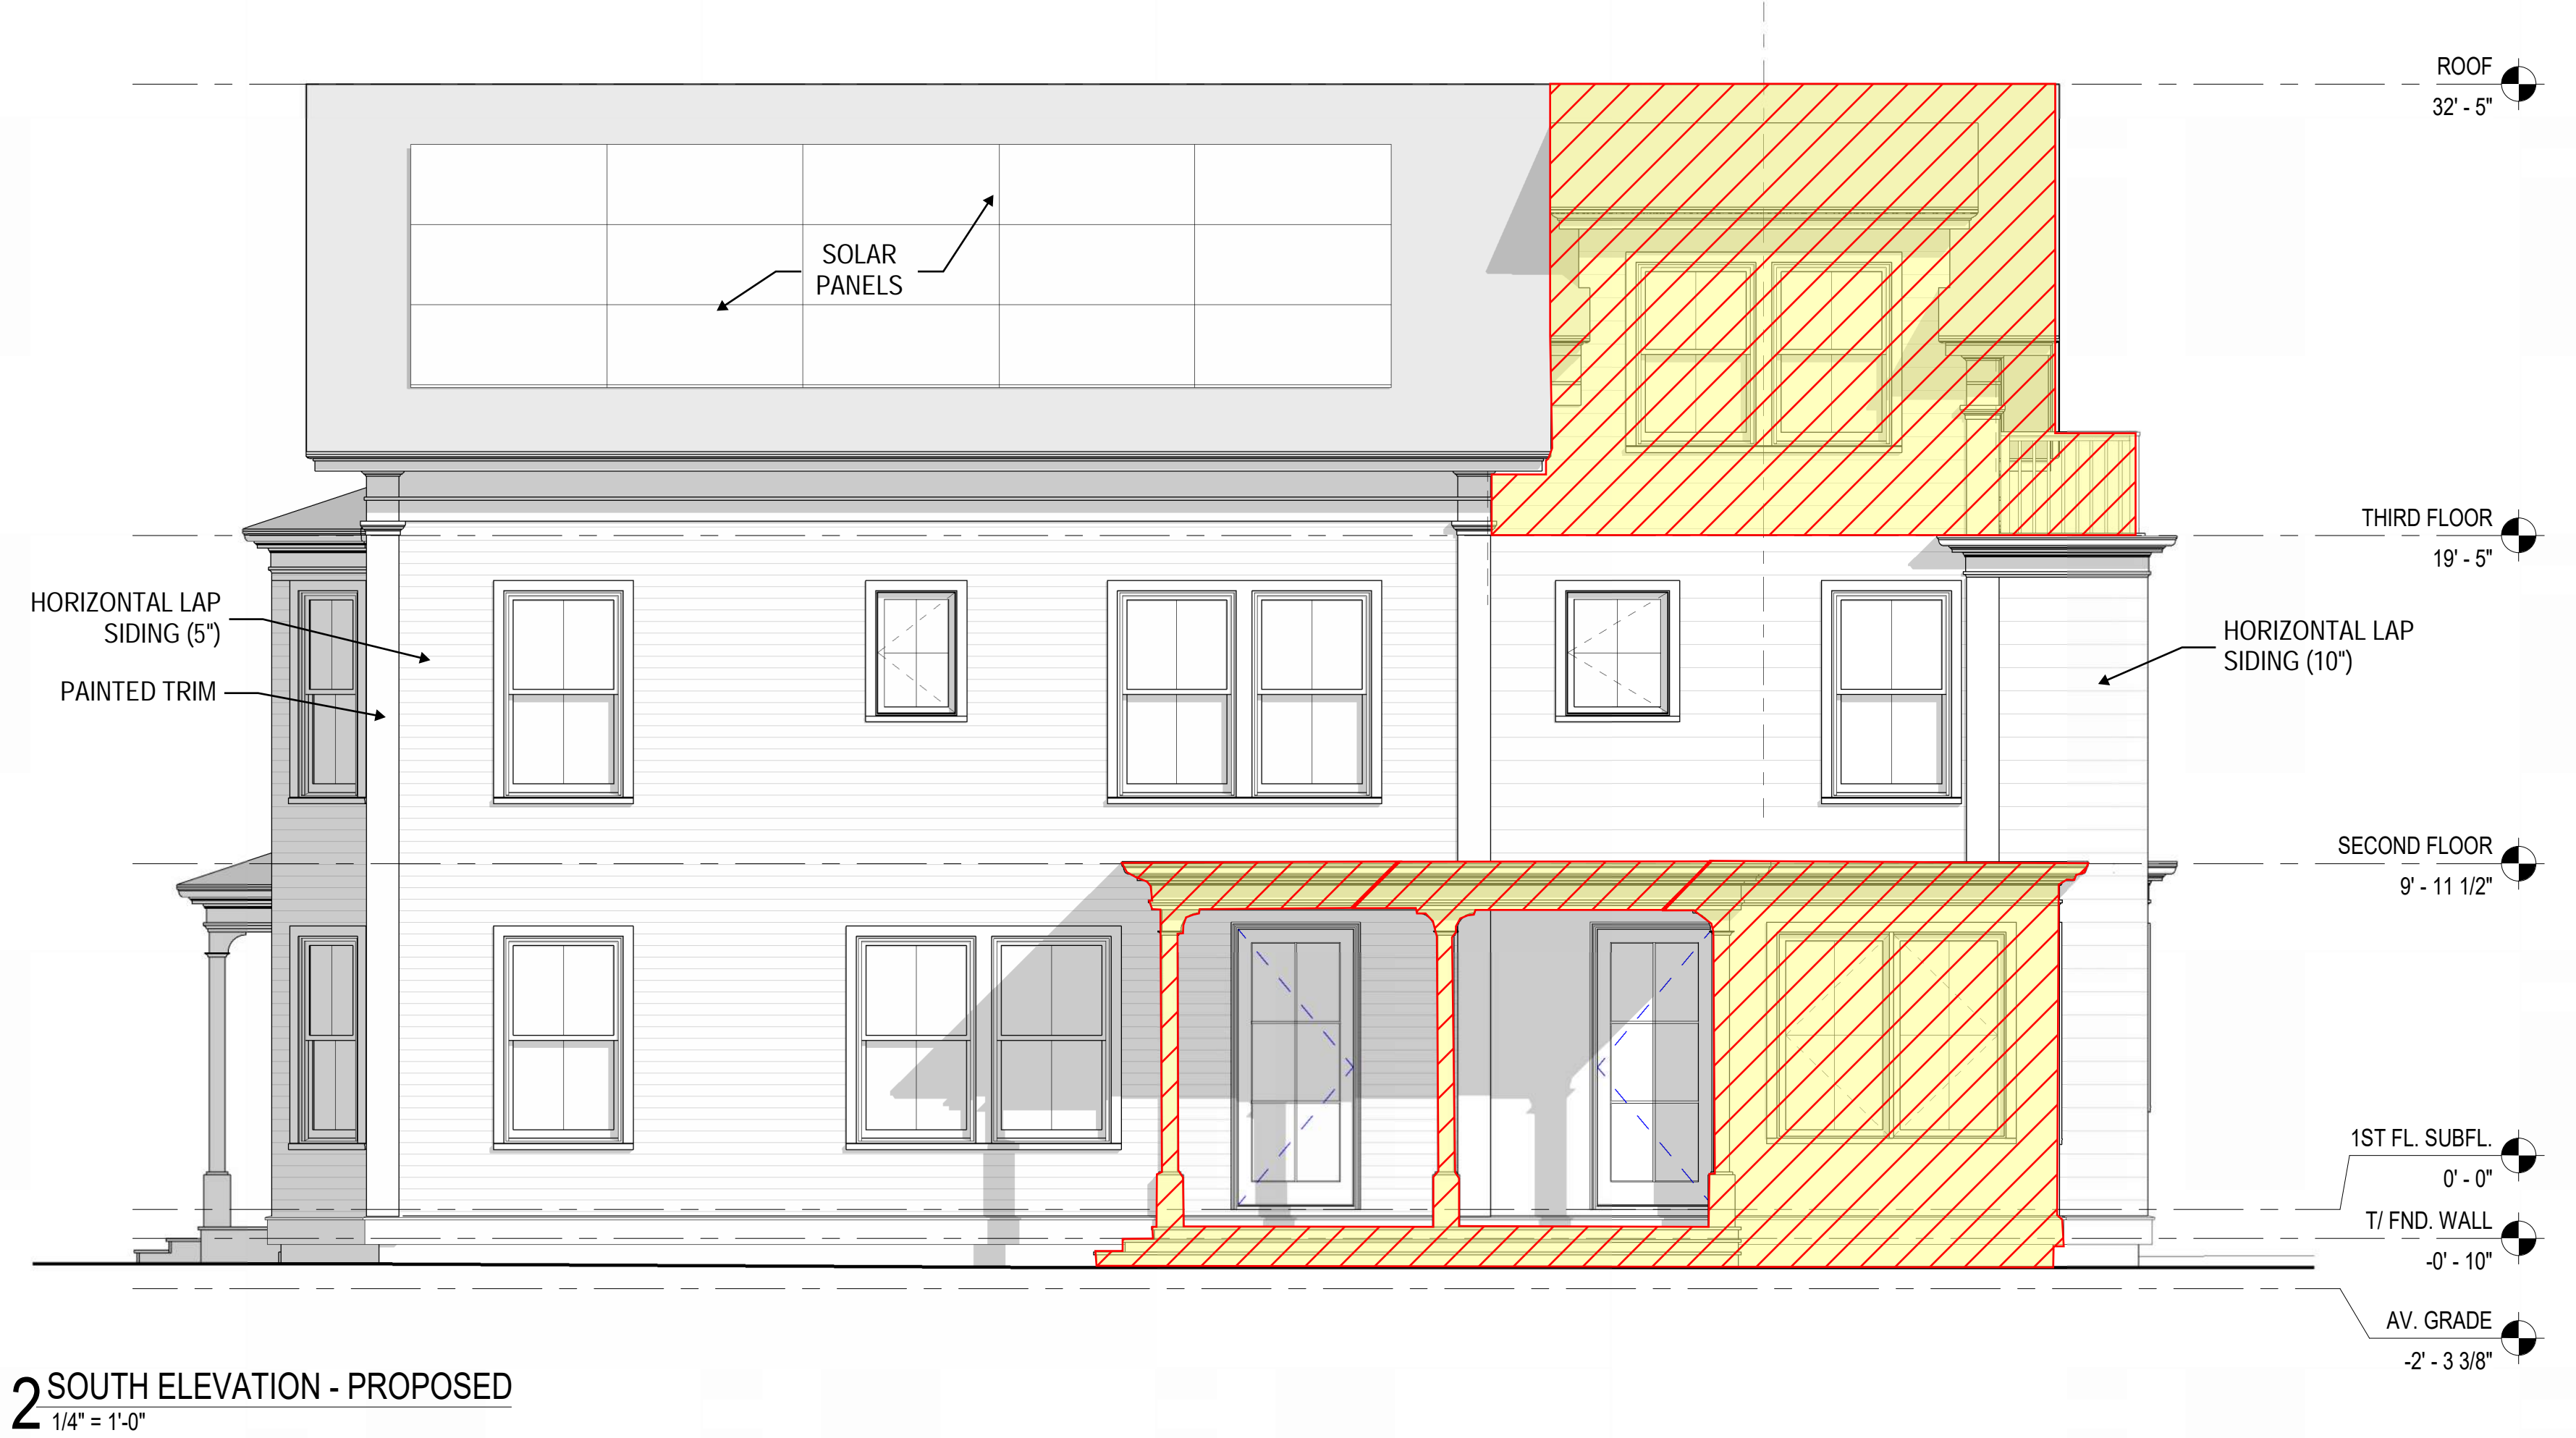 ROOF
32' - 5"
SOLAR
PANELS
THIRD FLOOR
19' - 5"
HORIZONTAL LAP
SIDING (5")
PAINTED TRIM
HORIZONTAL LAP
SIDING (10")
SECOND FLOOR
9' - 11 1/2"
1ST FL. SUBFL.
0' - 0"
T/ FND. WALL
-0' - 10"
AV. GRADE
-2' - 3 3/8"
2 SOUTH ELEVATION - PROPOSED
1/4" = 1'-0"